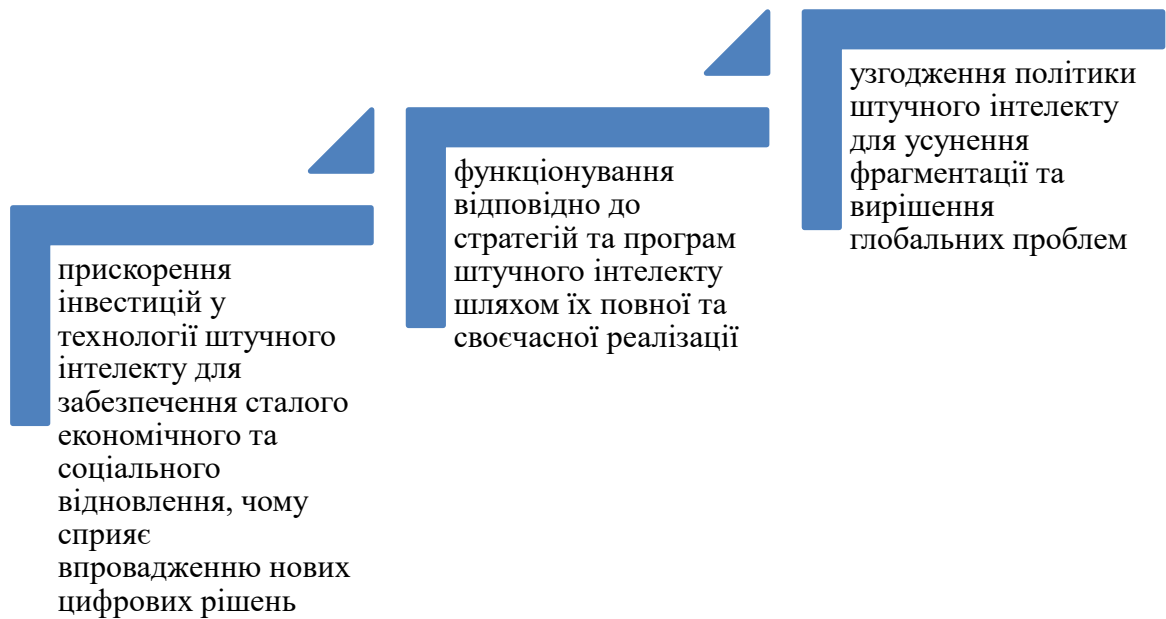 прискорення
інвестицій у
технології штучного
інтелекту для
забезпечення сталого
економічного та
соціального
відновлення, чому
сприяє
впровадженню нових
цифрових рішень
функціонування
відповідно до
стратегій та програм
штучного інтелекту
шляхом їх повної та
своєчасної реалізації
узгодження політики
штучного інтелекту
для усунення
фрагментації та
вирішення
глобальних проблем